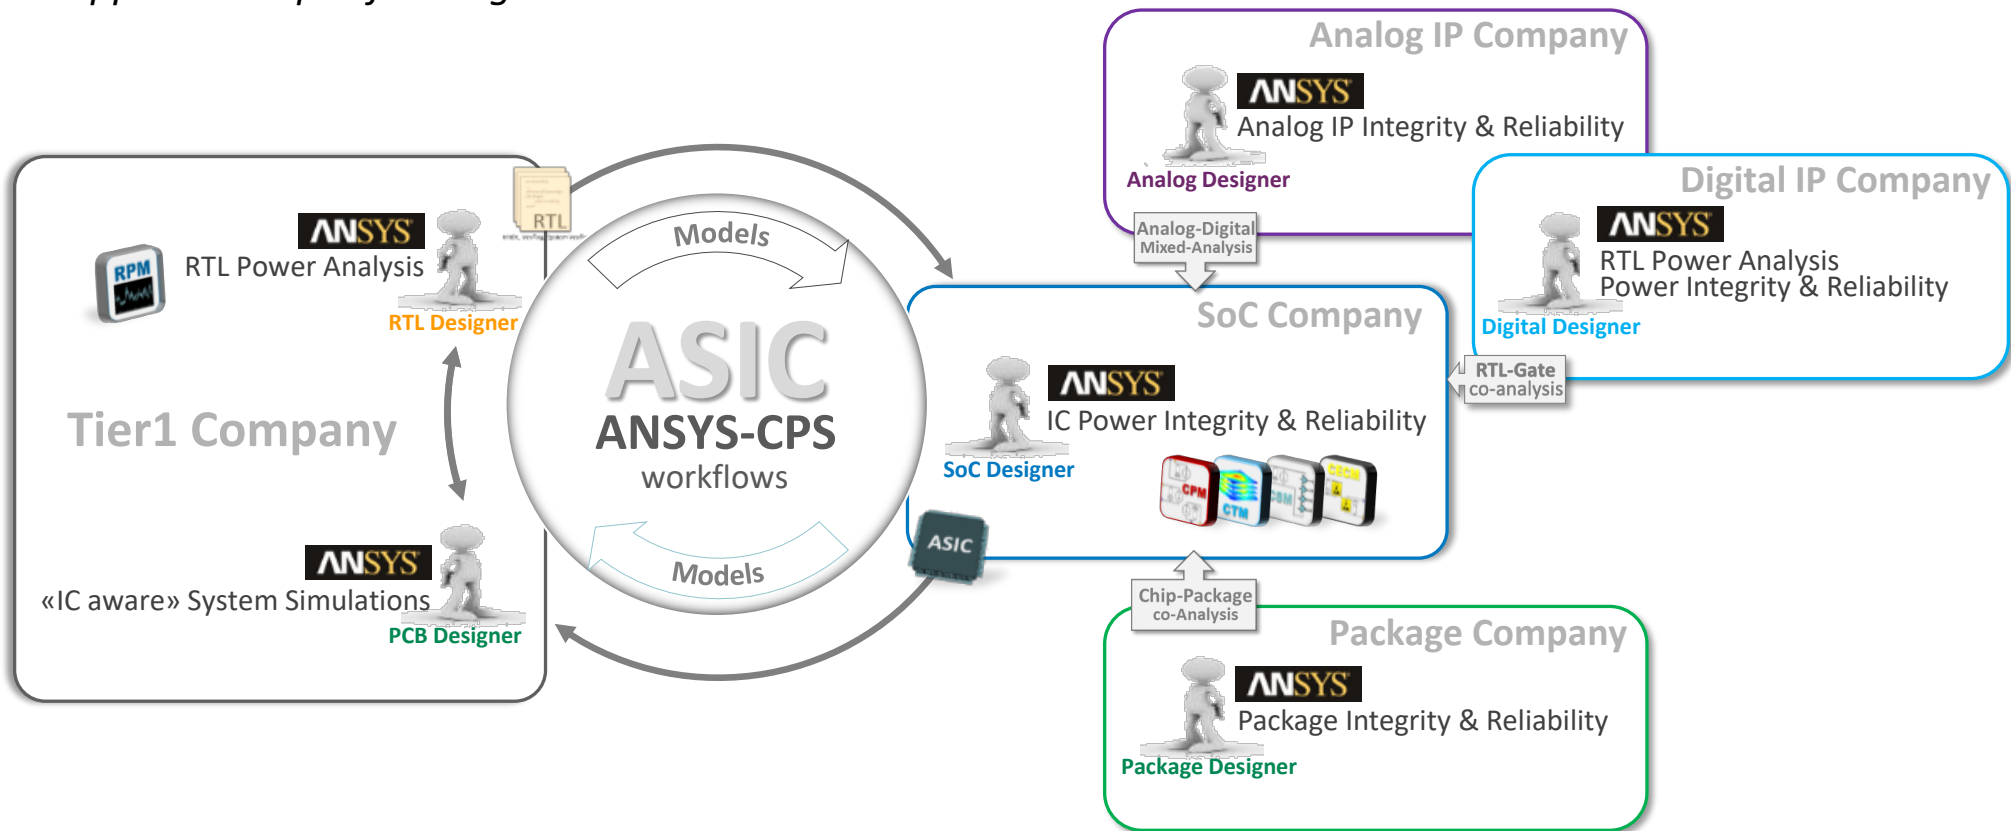 Analog IP Company
ANSYS
Analog IP Integrity & Reliability
Analog Designer
Digital IP Company
ANSYS
RTL Power Analysis
Power Integrity & Reliability
Digital Designer
Analog-Digital
Mixed-Analysis
RTL-Gate
co-analysis
RTL
ANSYS
RPM
RTL Power Analysis
RTL Designer
Tier1 Company
ANSYS
«IC aware» System Simulations
PCB Designer
Models
ASIC
ANSYS-CPS
workflows
Models
SoC Company
ANSYS
IC Power Integrity & Reliability
SoC Designer
CPM
CTM
CSM
CECM
ASIC
Chip-Package
co-Analysis
Package Company
ANSYS
Package Integrity & Reliability
Package Designer